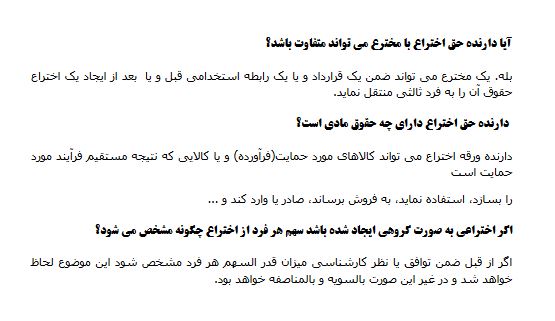 آیا دارنده حق اختراع با مخترع می تواند متفاوت باشد؟
بله. یک مخترع می تواند ضمن یک قرارداد و یا یک رابطه استخدامی قبل و یا  بعد از ایجاد یک اختراع
حقوق آن را به فرد ثالثی منتقل نماید.
دارنده حق اختراع دارای چه حقوق مادی است؟
دارنده ورقه اختراع می تواند کالاهای مورد حمایت(فرآورده) و یا کالایی که نتیجه مستقیم فرآیند مورد
حمایت است
را بسازد، استفاده نماید، به فروش برساند، صادر یا وارد کند و ...
اگر اختراعی به صورت گروهی ایجاد شده باشد سهم هر فرد از اختراع چگونه مشخص می شود؟
اگر از قبل ضمن توافق یا نظر کارشناسی میزان قدر السهم هر فرد مشخص شود این موضوع لحاظ
خواهد شد و در غیر این صورت بالسویه و بالمناصفه خواهد بود.